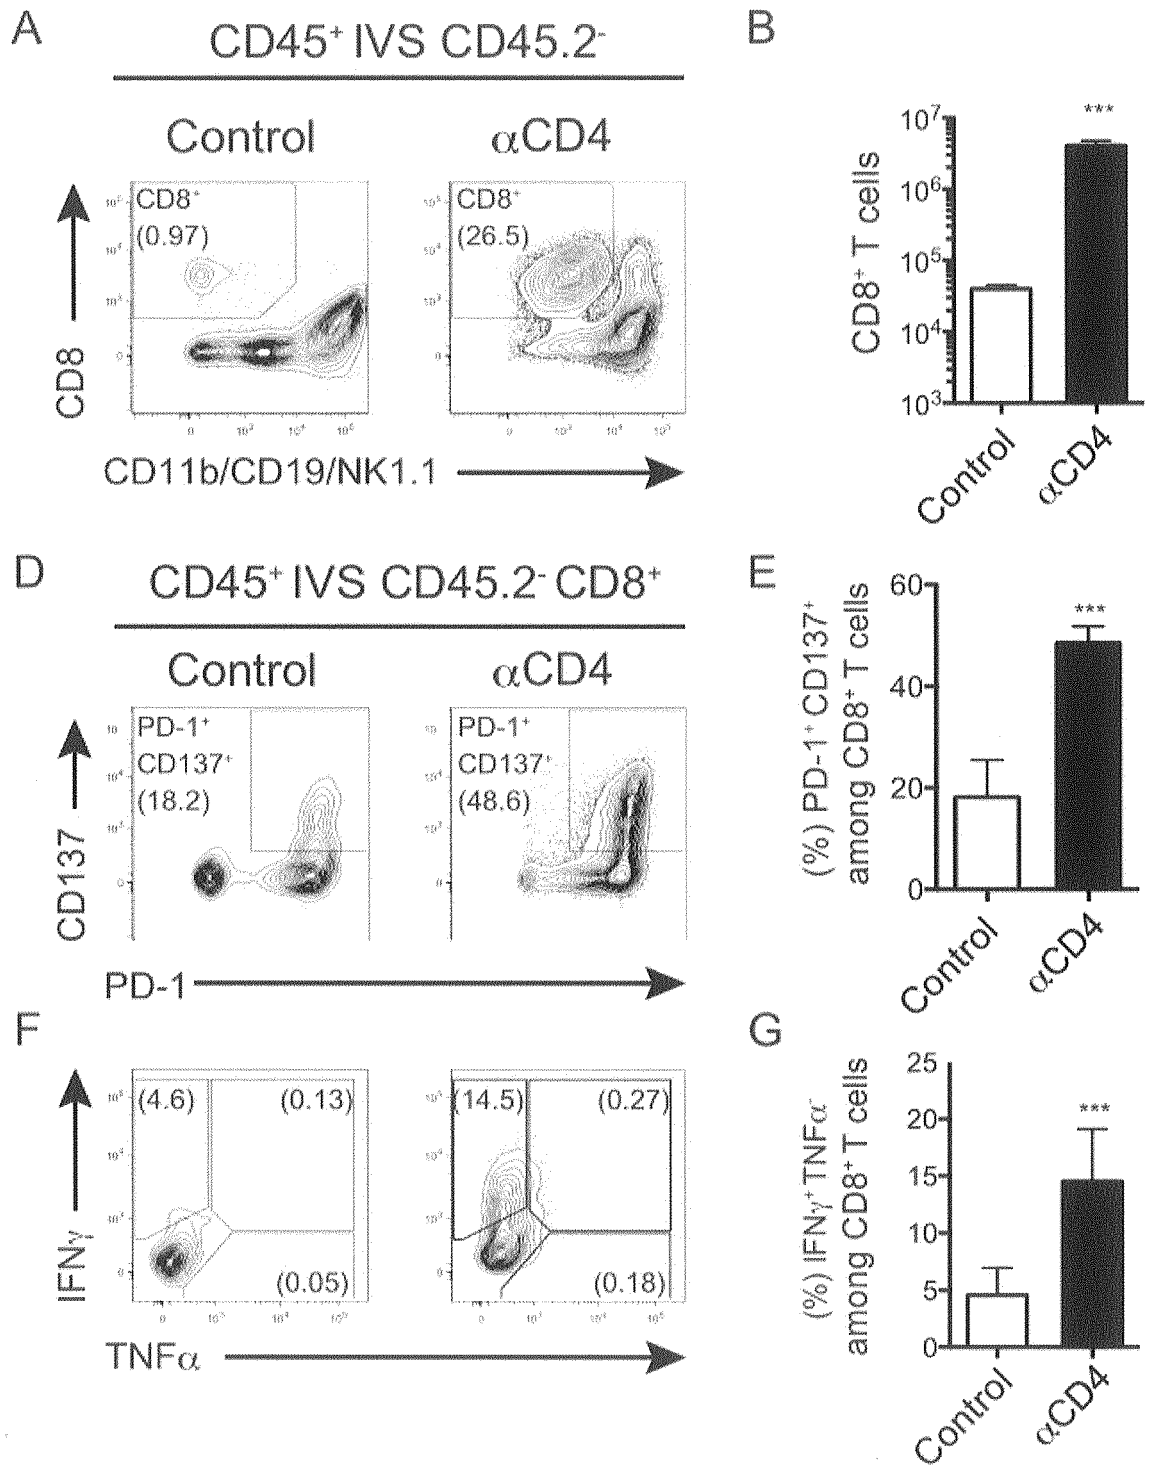 A
CD45⁺ IVS CD45.2⁻
Control
αCD4
CD8⁺
(0.97)
CD8⁺
(26.5)
CD8
CD11b/CD19/NK1.1
B
***
CD8⁺ T cells
10⁷
10⁶
10⁵
10⁴
10³
Control
αCD4
D
CD45⁺ IVS CD45.2⁻ CD8⁺
Control
αCD4
PD-1⁺
CD137⁺
(18.2)
PD-1⁺
CD137⁺
(48.6)
CD137
PD-1
E
***
(%) PD-1⁺ CD137⁺
among CD8⁺ T cells
60
40
20
0
Control
αCD4
F
(4.6)
(0.13)
(0.05)
(14.5)
(0.27)
(0.18)
IFNγ
TNFα
G
***
(%) IFNγ⁺ TNFα⁻
among CD8⁺ T cells
25
20
15
10
5
0
Control
αCD4